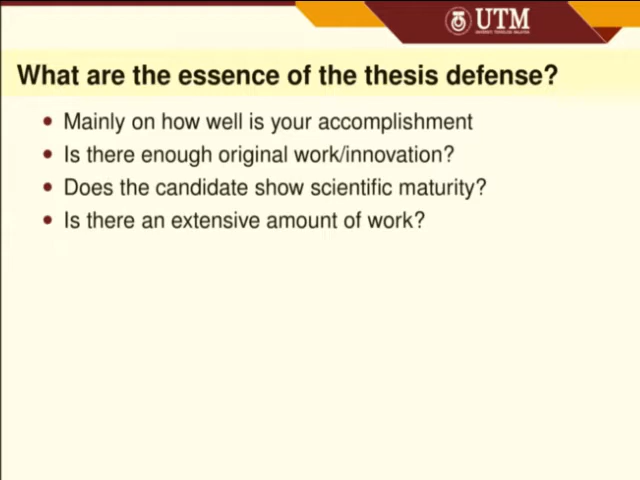 UTM
What are the essence of the thesis defense?
• Mainly on how well is your accomplishment
• Is there enough original work/innovation?
• Does the candidate show scientific maturity?
• Is there an extensive amount of work?